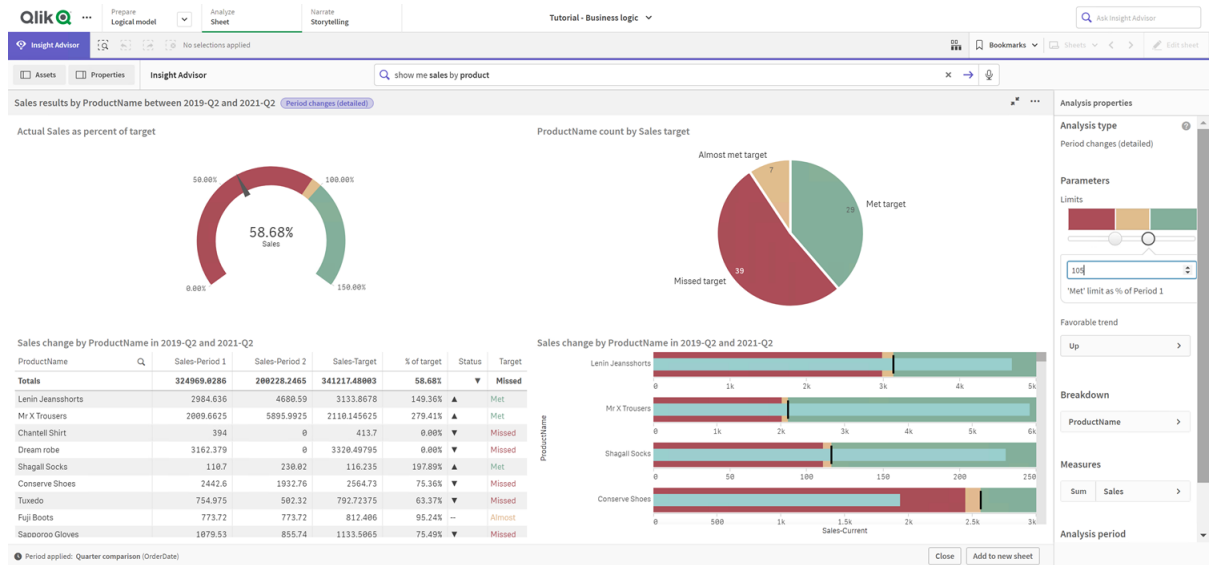 Qlik
Prepare
Logical model
Analyze
Sheet
Narrate
Storytelling
Tutorial - Business logic
Ask Insight Advisor
Insight Advisor
No selections applied
Bookmarks
Sheets
Edit sheet
Assets
Properties
Insight Advisor
show me sales by product
Sales results by ProductName between 2019-Q2 and 2021-Q2 Period changes (detailed)
Actual Sales as percent of target
50.00% 100.00%
58.68%
Sales
0.00% 150.00%
ProductName count by Sales target
Almost met target
7
29 Met target
39
Missed target
Sales change by ProductName in 2019-Q2 and 2021-Q2
ProductName Sales-Period 1 Sales-Period 2 Sales-Target % of target Status Target
Totals 324969.0286 200228.2465 341217.48003 58.68% ▼ Missed
Lenin Jeansshorts 2984.636 4680.59 3133.8678 149.36% ▲ Met
Mr X Trousers 2009.6625 5895.9925 2110.145625 279.41% ▲ Met
Chantell Shirt 394 0 413.7 0.00% ▼ Missed
Dream robe 3162.379 0 3320.49795 0.00% ▼ Missed
Shagall Socks 110.7 230.02 116.235 197.89% ▲ Met
Conserve Shoes 2442.6 1932.76 2564.73 75.36% ▼ Missed
Tuxedo 754.975 502.32 792.72375 63.37% ▼ Missed
Fuji Boots 773.72 773.72 812.406 95.24% -- Almost
Sapporoo Gloves 1079.53 855.74 1133.5065 75.49% ▼ Missed
Sales change by ProductName in 2019-Q2 and 2021-Q2
ProductName
Lenin Jeansshorts
0 1k 2k 3k 4k 5k
Mr X Trousers
0 1k 2k 3k 4k 5k 6k
Shagall Socks
0 50 100 150 200 250
Conserve Shoes
0 500 1k 1.5k 2k 2.5k 3k
Sales-Current
Analysis properties
Analysis type
Period changes (detailed)
Parameters
Limits
105
'Met' limit as % of Period 1
Favorable trend
Up
Breakdown
ProductName
Measures
Sum Sales
Analysis period
Period applied: Quarter comparison (OrderDate)
Close
Add to new sheet